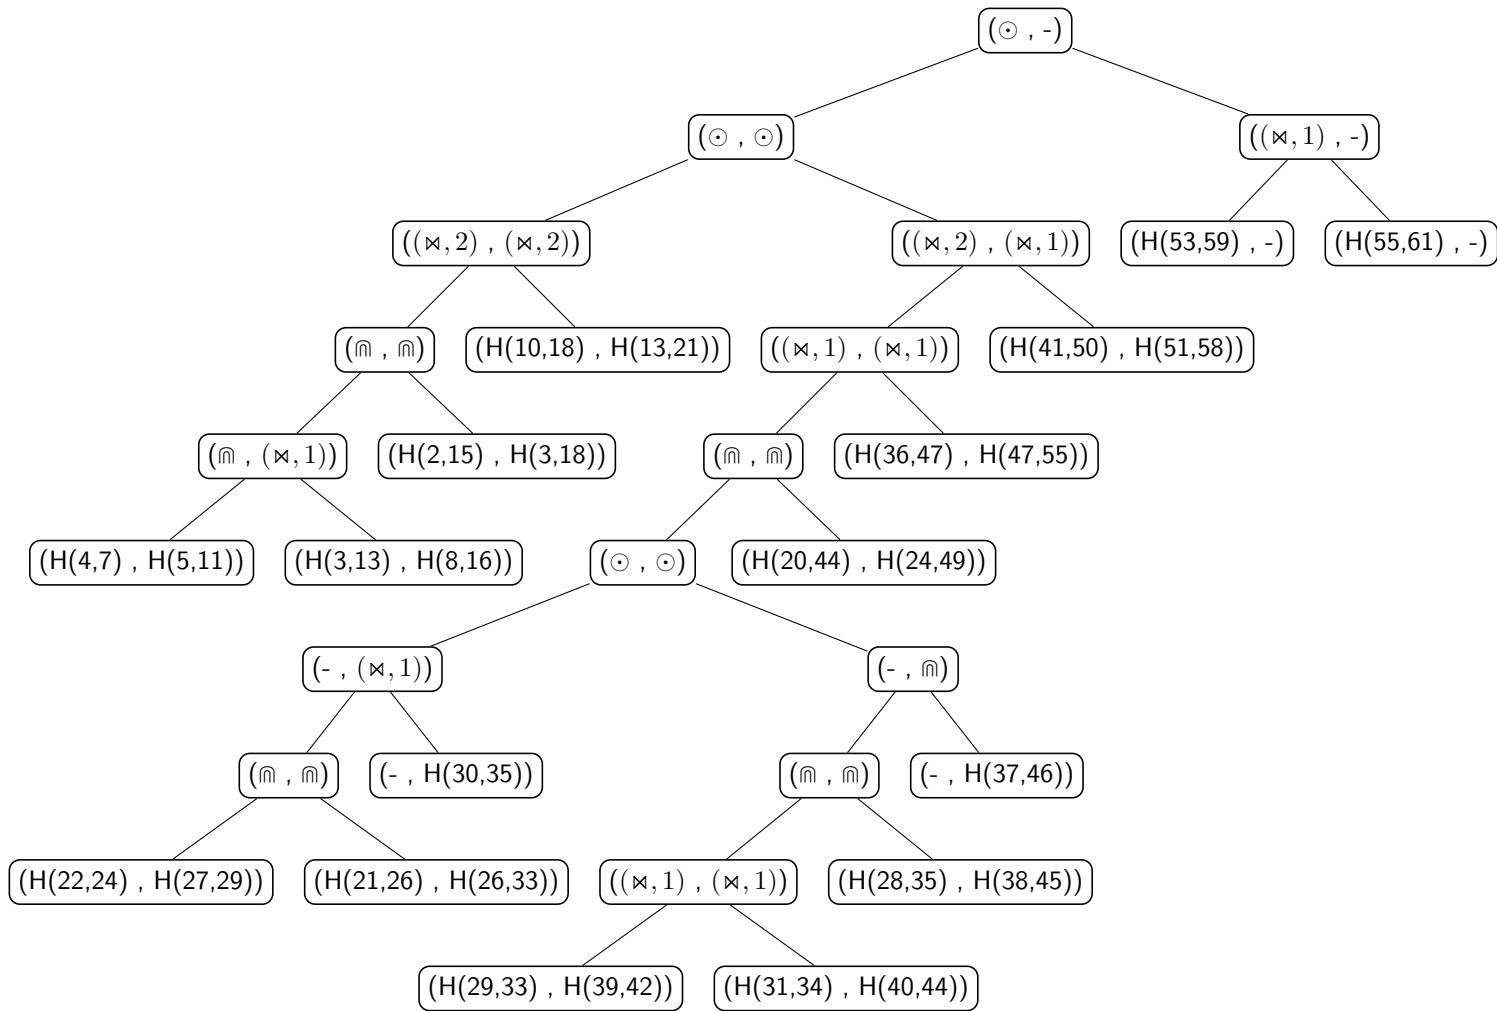 (⊙ , -)
(⊙ , ⊙) ((⋈, 1) , -)
((⋈, 2) , (⋈, 2)) ((⋈, 2) , (⋈, 1)) (H(53,59) , -) (H(55,61) , -)
(⋒ , ⋒) (H(10,18) , H(13,21)) ((⋈, 1) , (⋈, 1)) (H(41,50) , H(51,58))
(⋒ , (⋈, 1)) (H(2,15) , H(3,18)) (⋒ , ⋒) (H(36,47) , H(47,55))
(H(4,7) , H(5,11)) (H(3,13) , H(8,16)) (⊙ , ⊙) (H(20,44) , H(24,49))
(- , (⋈, 1)) (- , ⋒)
(⋒ , ⋒) (- , H(30,35)) (⋒ , ⋒) (- , H(37,46))
(H(22,24) , H(27,29)) (H(21,26) , H(26,33)) ((⋈, 1) , (⋈, 1)) (H(28,35) , H(38,45))
(H(29,33) , H(39,42)) (H(31,34) , H(40,44))